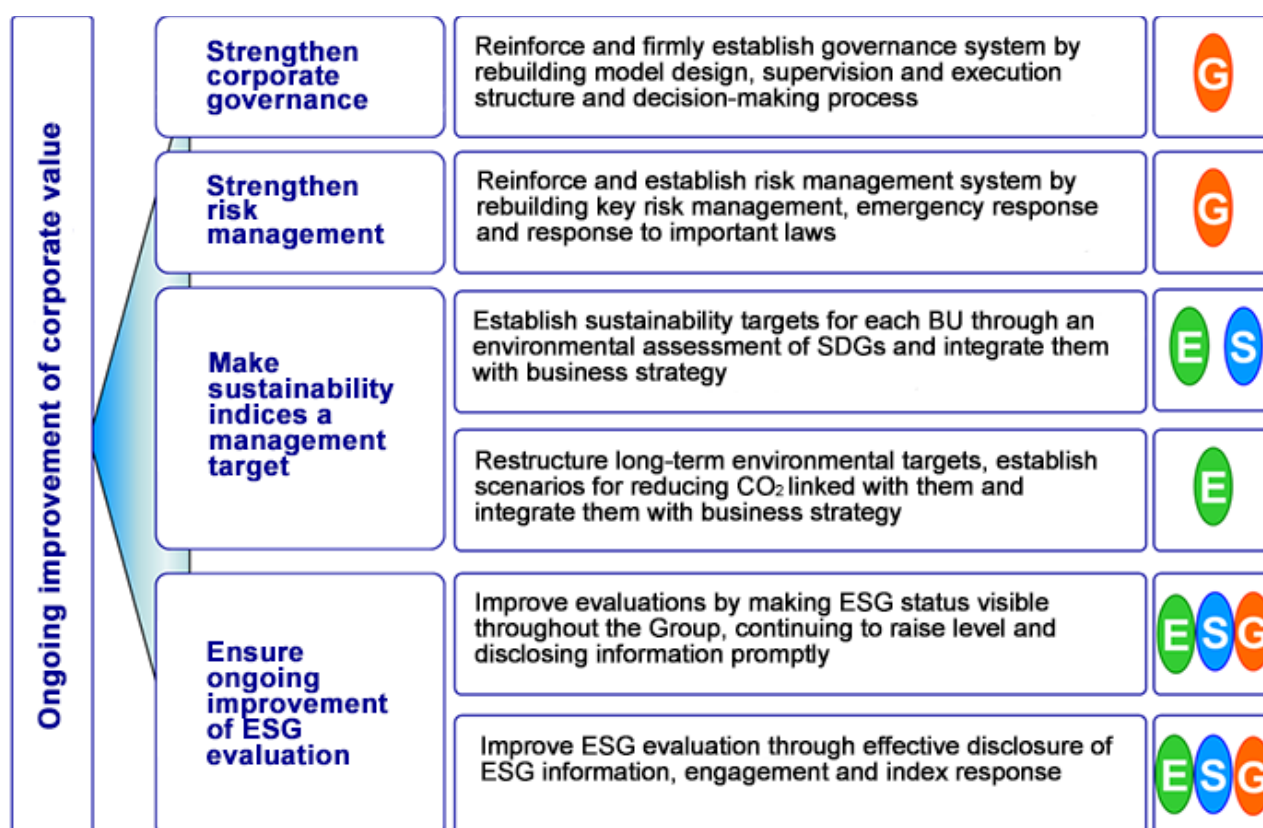 Ongoing improvement of corporate value
Strengthen
corporate
governance
Reinforce and firmly establish governance system by
rebuilding model design, supervision and execution
structure and decision-making process
G
Strengthen
risk
management
Reinforce and establish risk management system by
rebuilding key risk management, emergency response
and response to important laws
G
Make
sustainability
indices a
management
target
Establish sustainability targets for each BU through an
environmental assessment of SDGs and integrate them
with business strategy
E S
Restructure long-term environmental targets, establish
scenarios for reducing CO₂ linked with them and
integrate them with business strategy
E
Ensure
ongoing
improvement
of ESG
evaluation
Improve evaluations by making ESG status visible
throughout the Group, continuing to raise level and
disclosing information promptly
E S G
Improve ESG evaluation through effective disclosure of
ESG information, engagement and index response
E S G